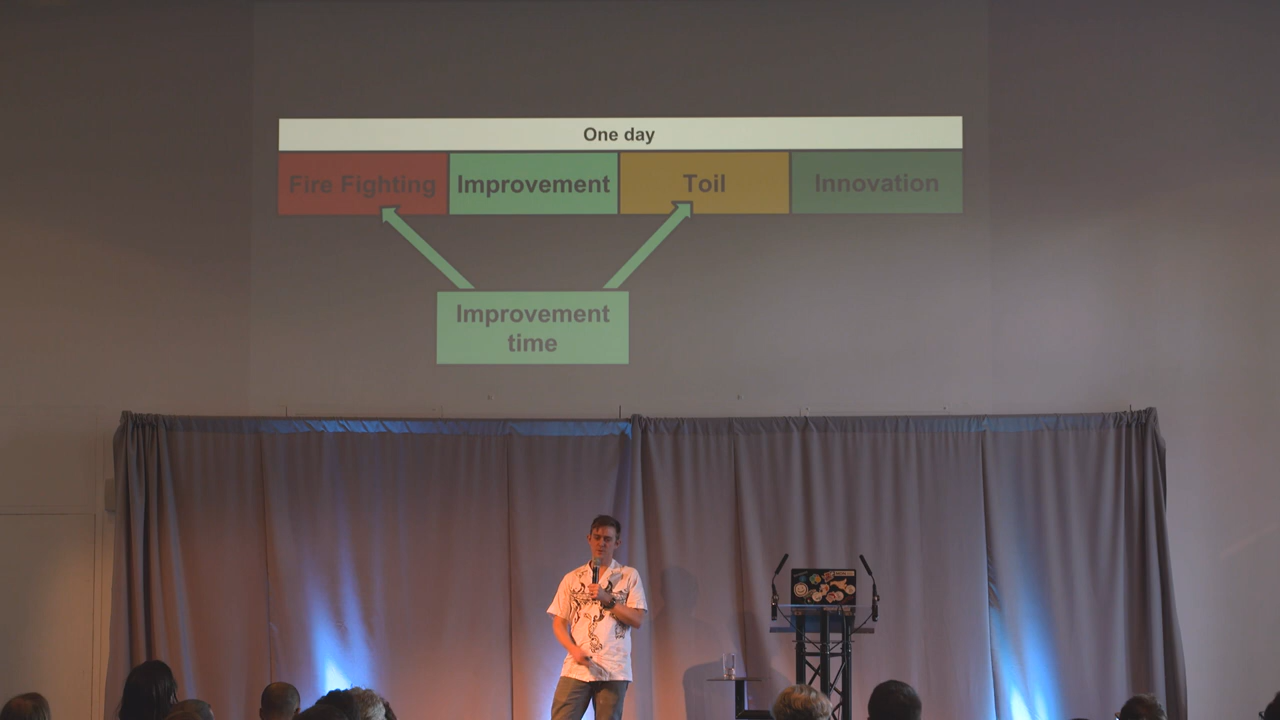 One day
Fire Fighting
Improvement
Toil
Innovation
Improvement
time